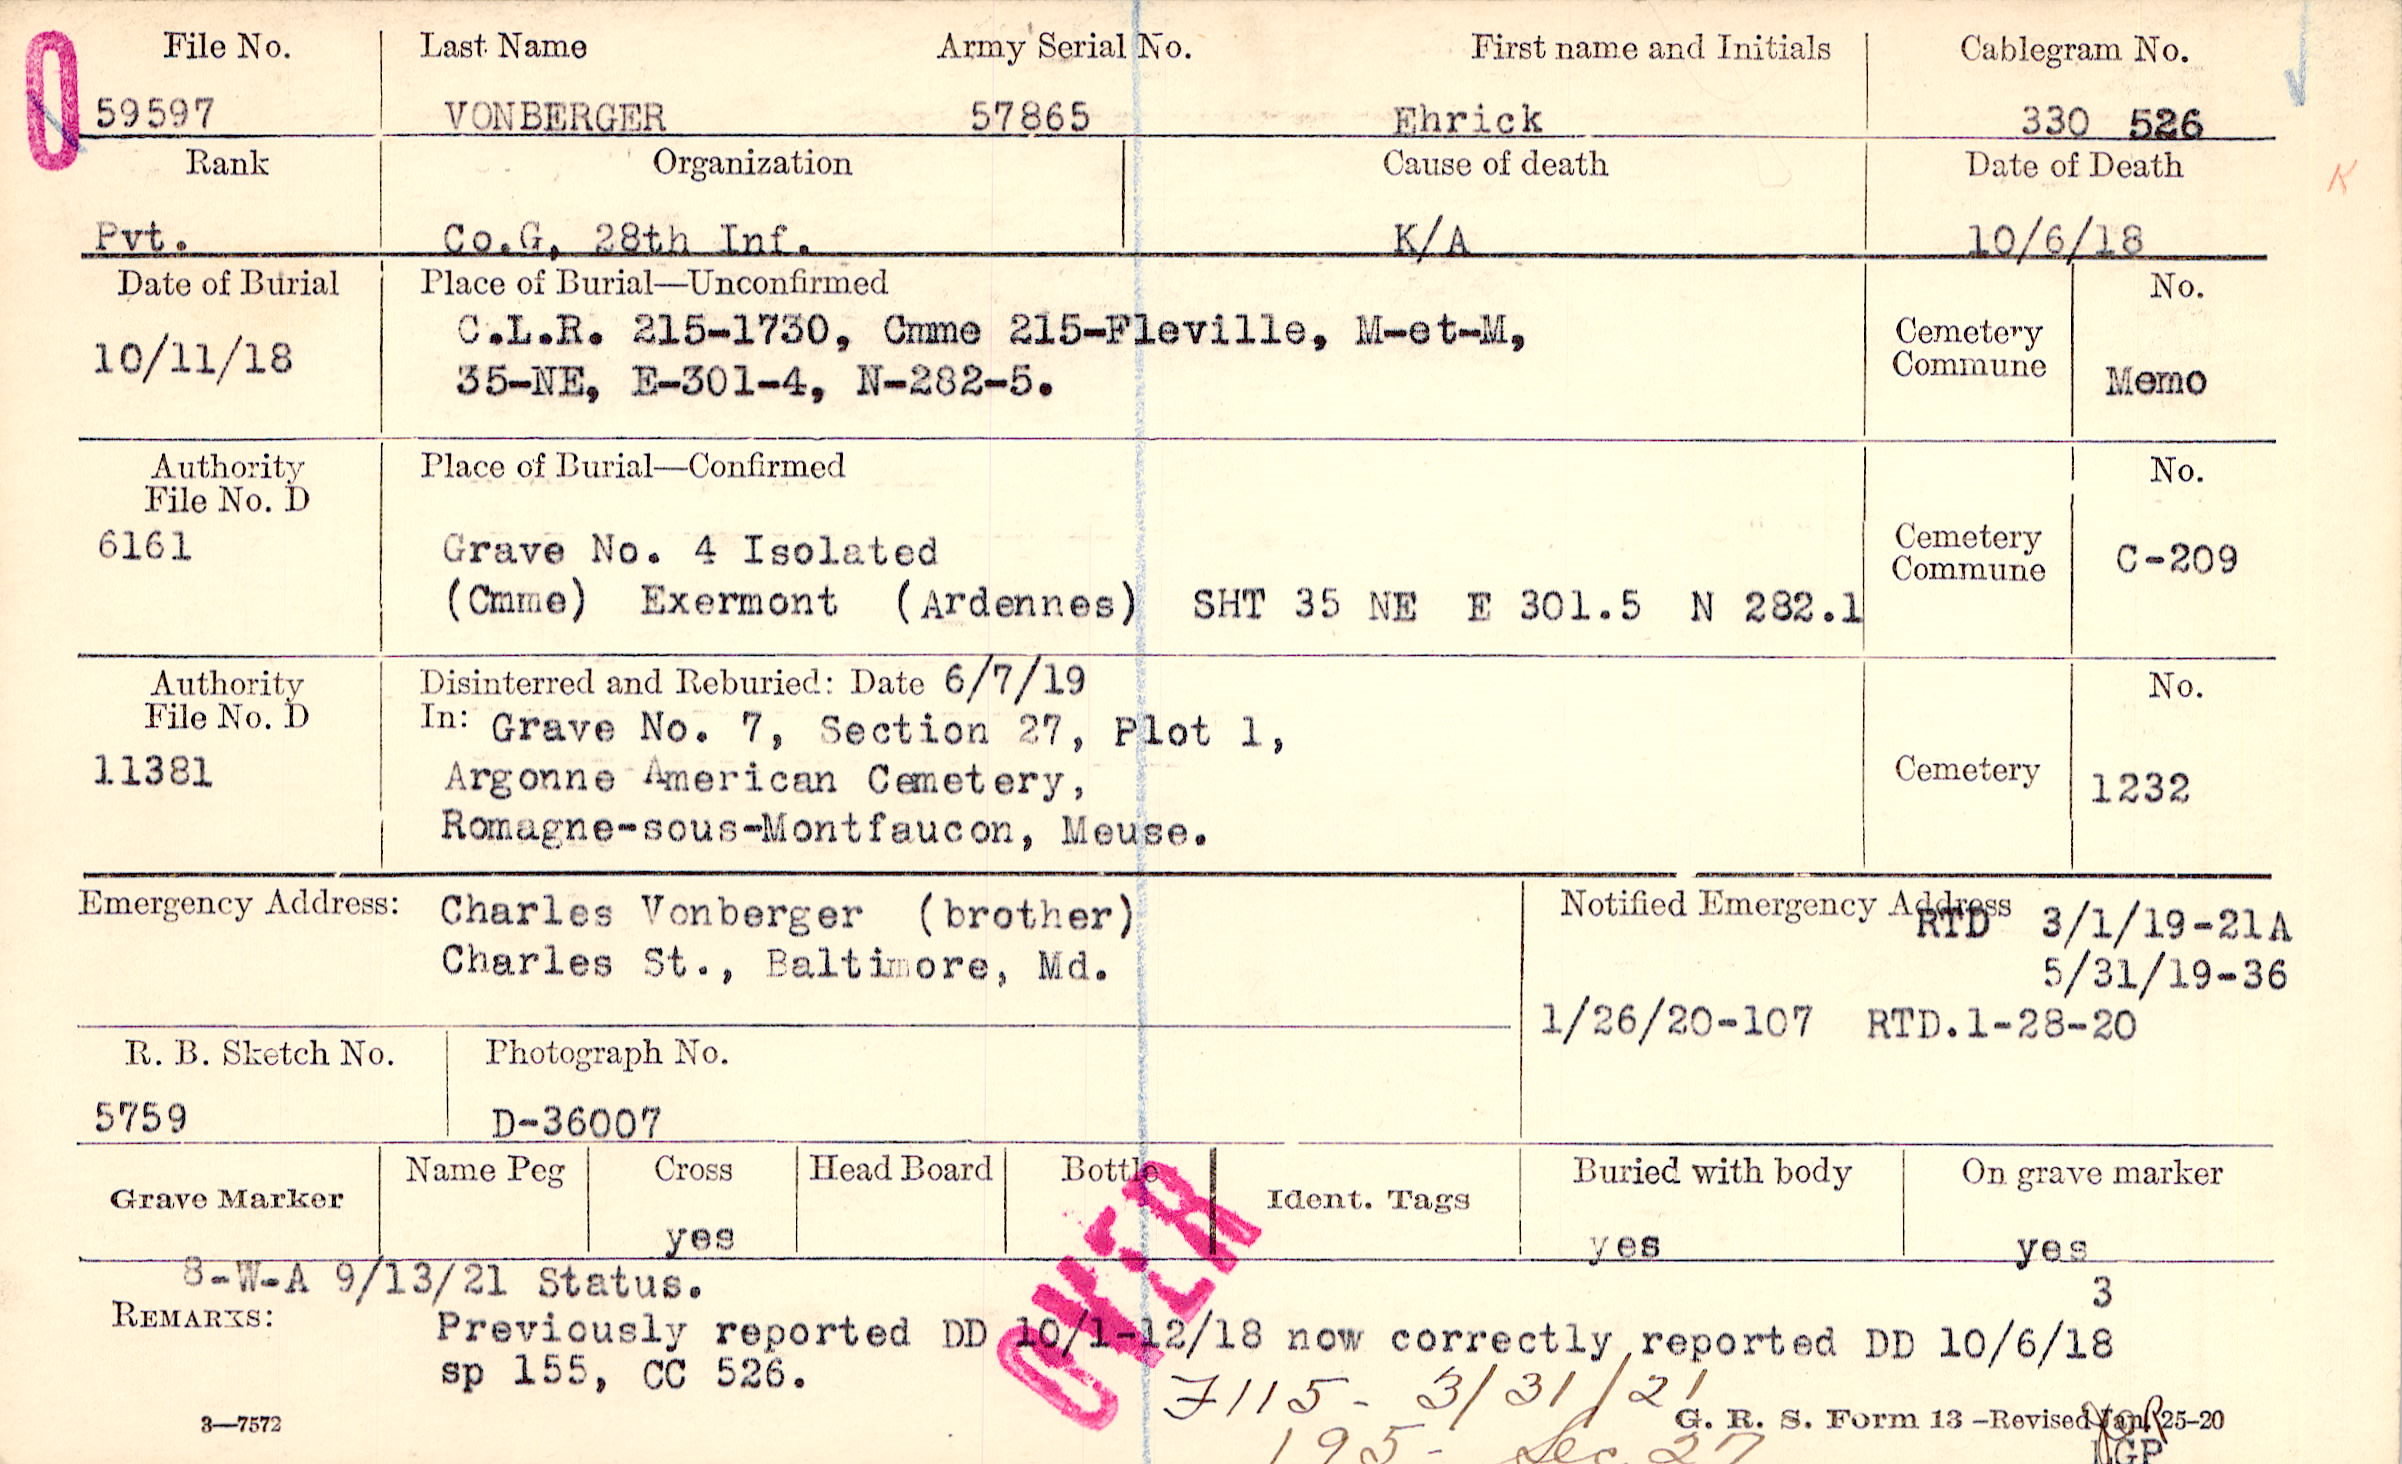 File No. Last Name Army Serial No. First name and Initials Cablegram No.
59597 VONBERGER 57865 Ehrick 330 526
Rank Organization Cause of death Date of Death
Pvt. Co.G, 28th Inf. K/A 10/6/18
K
Date of Burial Place of Burial—Unconfirmed No.
10/11/18 C.L.R. 215-1730, Cmme 215-Fleville, M-et-M, Cemetery
35-NE, E-301-4, N-282-5. Commune Memo
Authority Place of Burial—Confirmed No.
File No. D
6161 Grave No. 4 Isolated Cemetery C-209
Commune
(Cmme) Exermont (Ardennes) SHT 35 NE E 301.5 N 282.1
Authority Disinterred and Reburied: Date 6/7/19 No.
File No. D In: Grave No. 7, Section 27, Plot 1,
11381 Argonne American Cemetery, Cemetery 1232
Romagne-sous-Montfaucon, Meuse.
Emergency Address: Charles Vonberger (brother) Notified Emergency Address
RTD 3/1/19-21A
Charles St., Baltimore, Md. 5/31/19-36
1/26/20-107 RTD.1-28-20
R. B. Sketch No. Photograph No.
5759 D-36007
Grave Marker Name Peg Cross Head Board Bottle Ident. Tags Buried with body On grave marker
yes yes yes
8-W-A 9/13/21 Status. 3
REMARKS: Previously reported DD 10/1-12/18 now correctly reported DD 10/6/18
sp 155, CC 526.
OVER
7115 - 3/31/21
3—7572 G. R. S. Form 13 -Revised Jan. 25-20
195 - Sec. 27 LGP